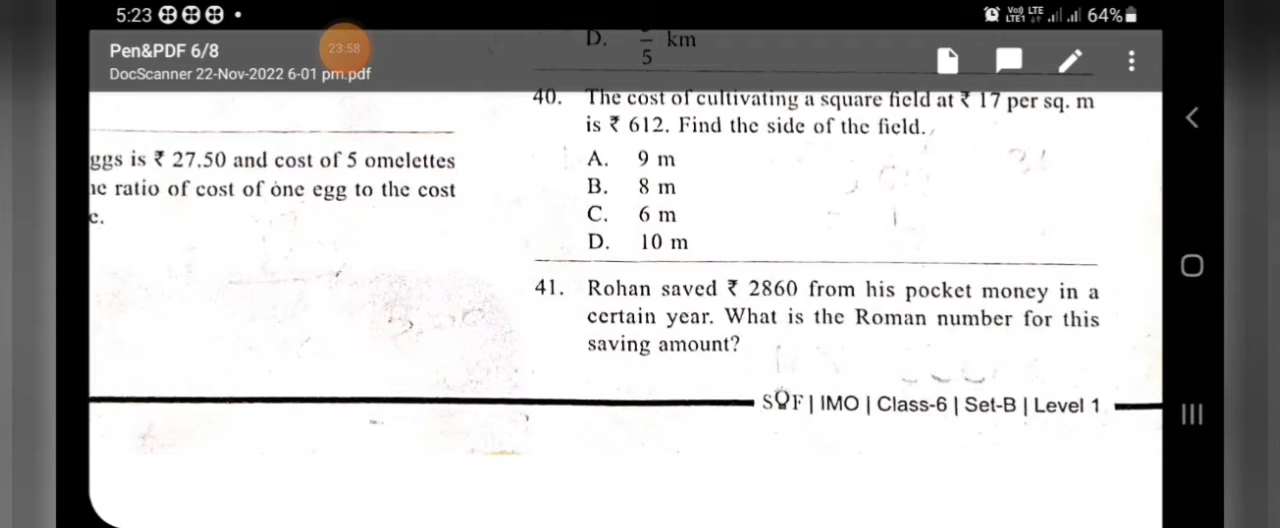 5:23
Vo) LTE
LTE1
64%
Pen&PDF 6/8
23:58
DocScanner 22-Nov-2022 6-01 pm.pdf
D. 5 km
ggs is ₹ 27.50 and cost of 5 omelettes
ratio of cost of one egg to the cost
40. The cost of cultivating a square field at ₹ 17 per sq. m
is ₹ 612. Find the side of the field.
A. 9 m
B. 8 m
C. 6 m
D. 10 m
41. Rohan saved ₹ 2860 from his pocket money in a
certain year. What is the Roman number for this
saving amount?
SOF | IMO | Class-6 | Set-B | Level 1